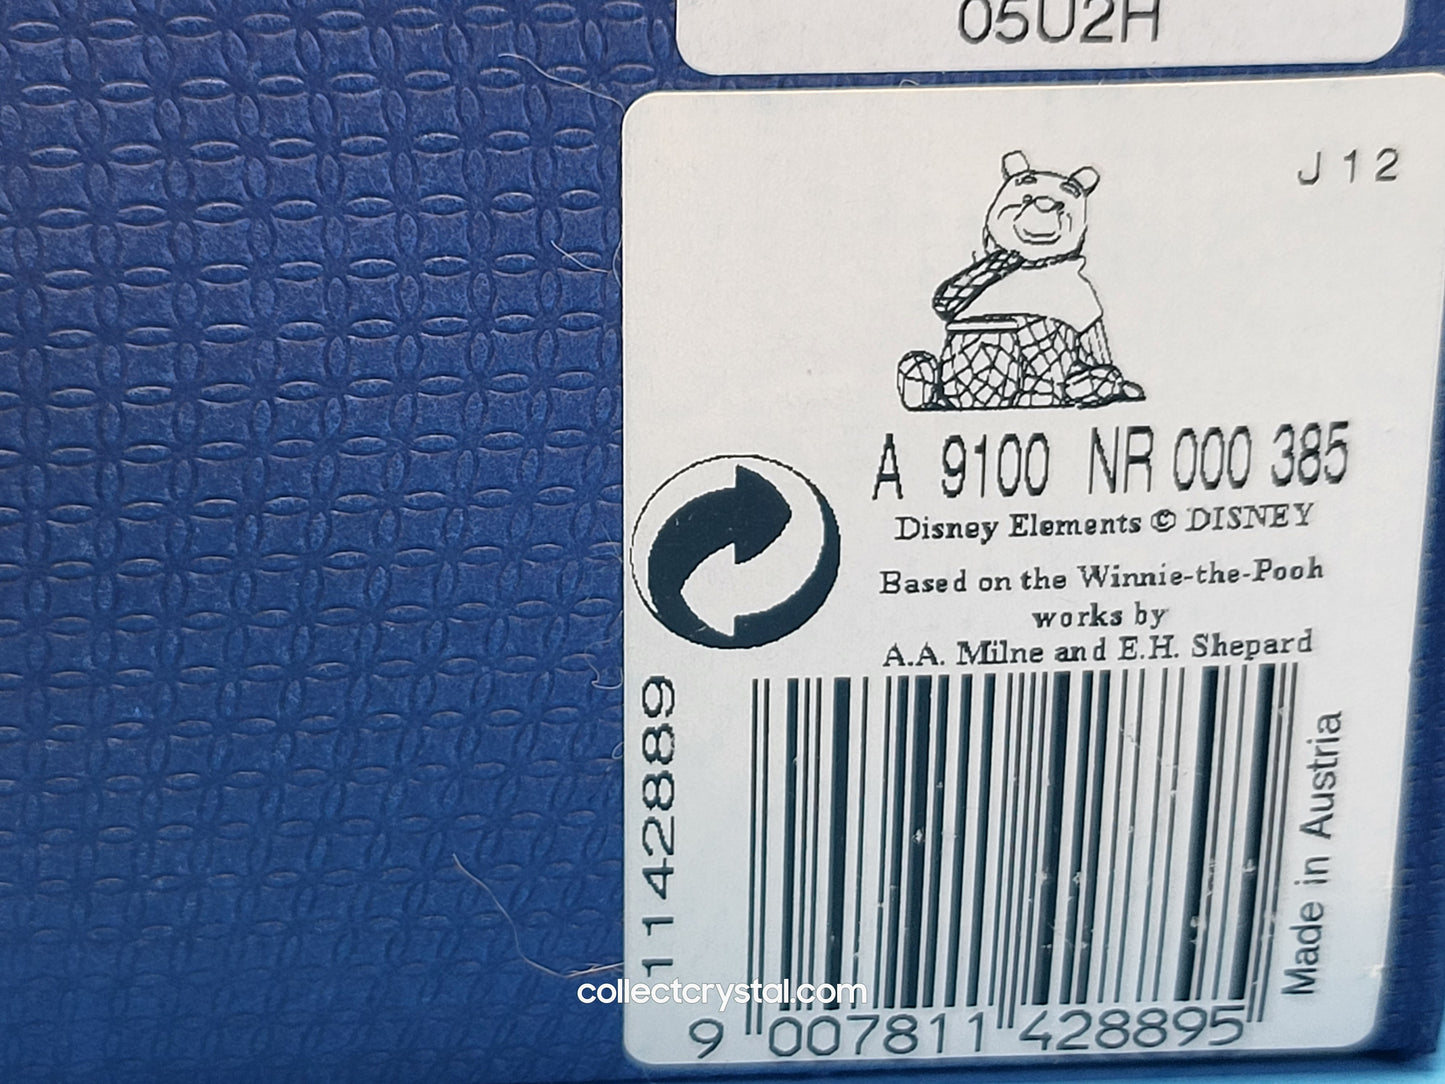 05U2H
J 12
A 9100 NR 000 385
Disney Elements © DISNEY
Based on the Winnie-the-Pooh
works by
A.A. Milne and E.H. Shepard
1142889
Made in Austria
9 007811 428895
collectcrystal.com